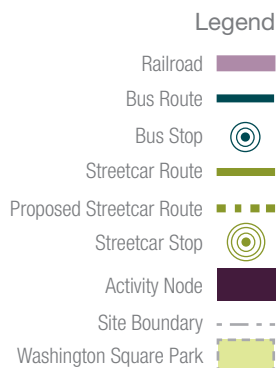 Legend
Railroad
Bus Route
Bus Stop
Streetcar Route
Proposed Streetcar Route
Streetcar Stop
Activity Node
Site Boundary
Washington Square Park